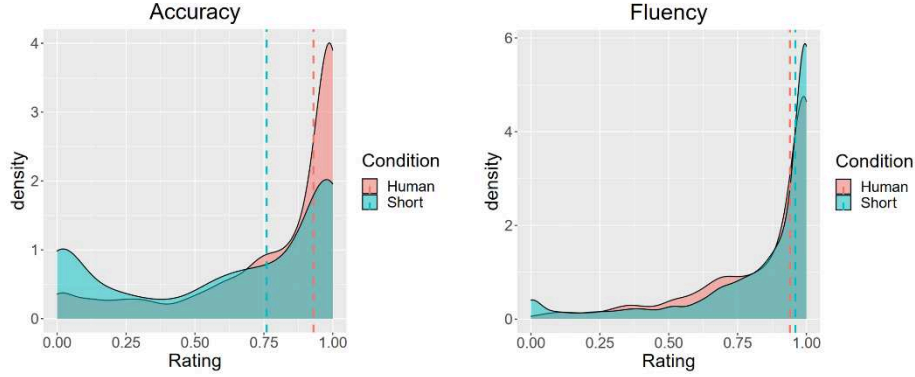 Accuracy
4
3
2
1
0
density
0.00 0.25 0.50 0.75 1.00
Rating
Condition
Human
Short
Fluency
6
4
2
0
density
0.00 0.25 0.50 0.75 1.00
Rating
Condition
Human
Short